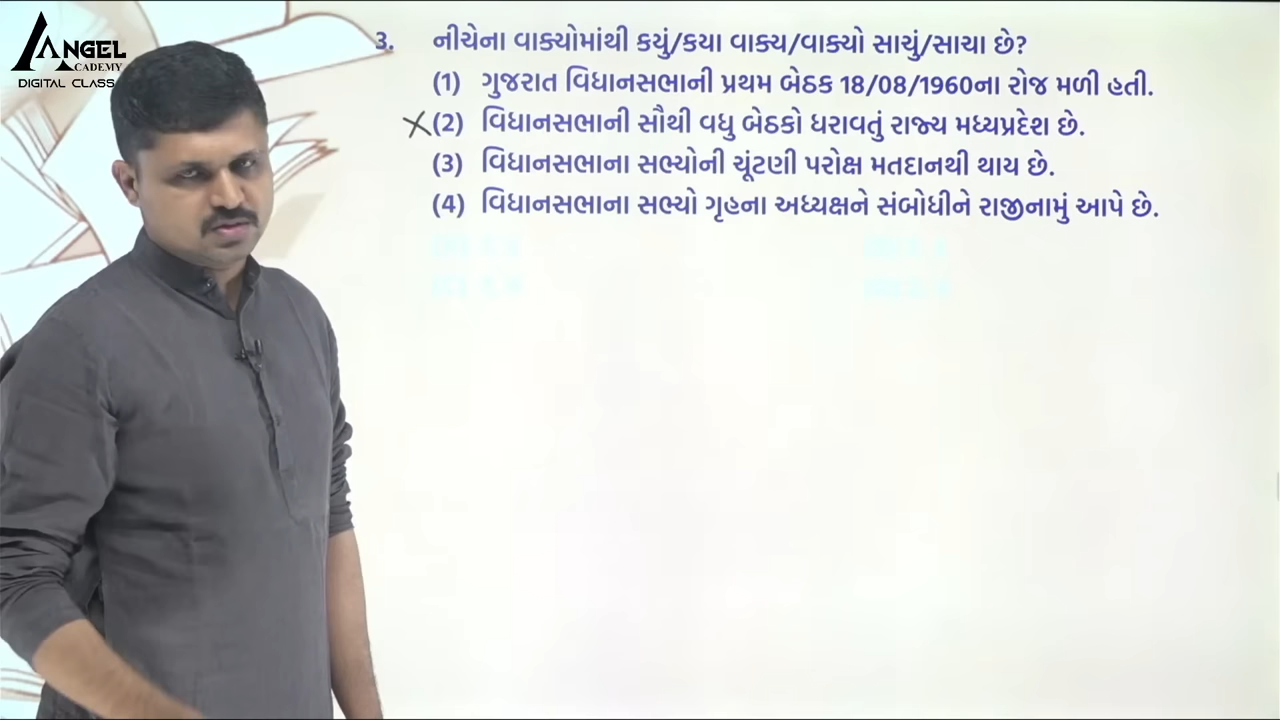 ANGEL
CADEMY
DIGITAL CLASS
3. નીચેના વાક્યોમાંથી કયું/કયા વાક્ય/વાક્યો સાચું/સાચા છે?
(1) ગુજરાત વિધાનસભાની પ્રથમ બેઠક 18/08/1960ના રોજ મળી હતી.
(2) વિધાનસભાની સૌથી વધુ બેઠકો ધરાવતું રાજ્ય મધ્યપ્રદેશ છે.
(3) વિધાનસભાના સભ્યોની ચૂંટણી પરોક્ષ મતદાનથી થાય છે.
(4) વિધાનસભાના સભ્યો ગૃહના અધ્યક્ષને સંબોધીને રાજીનામું આપે છે.